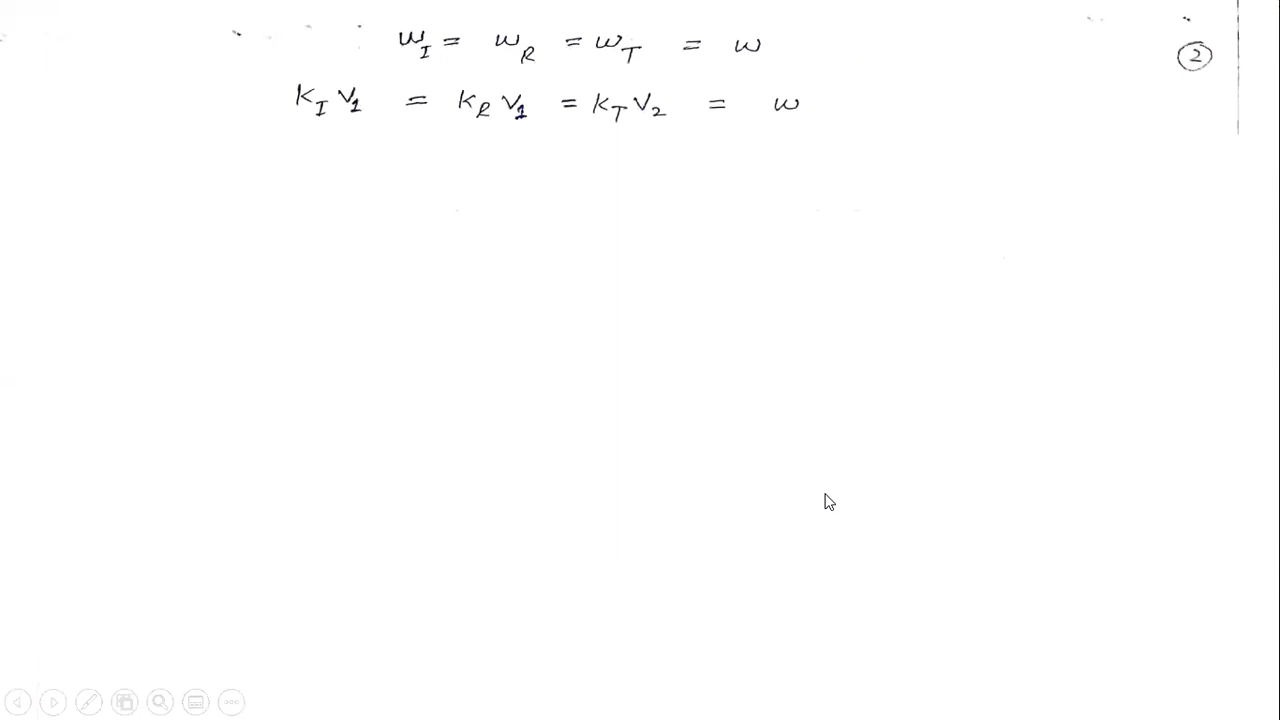 ω_I = ω_R = ω_T = ω
②
K_I V_1 = K_R V_1 = K_T V_2 = ω